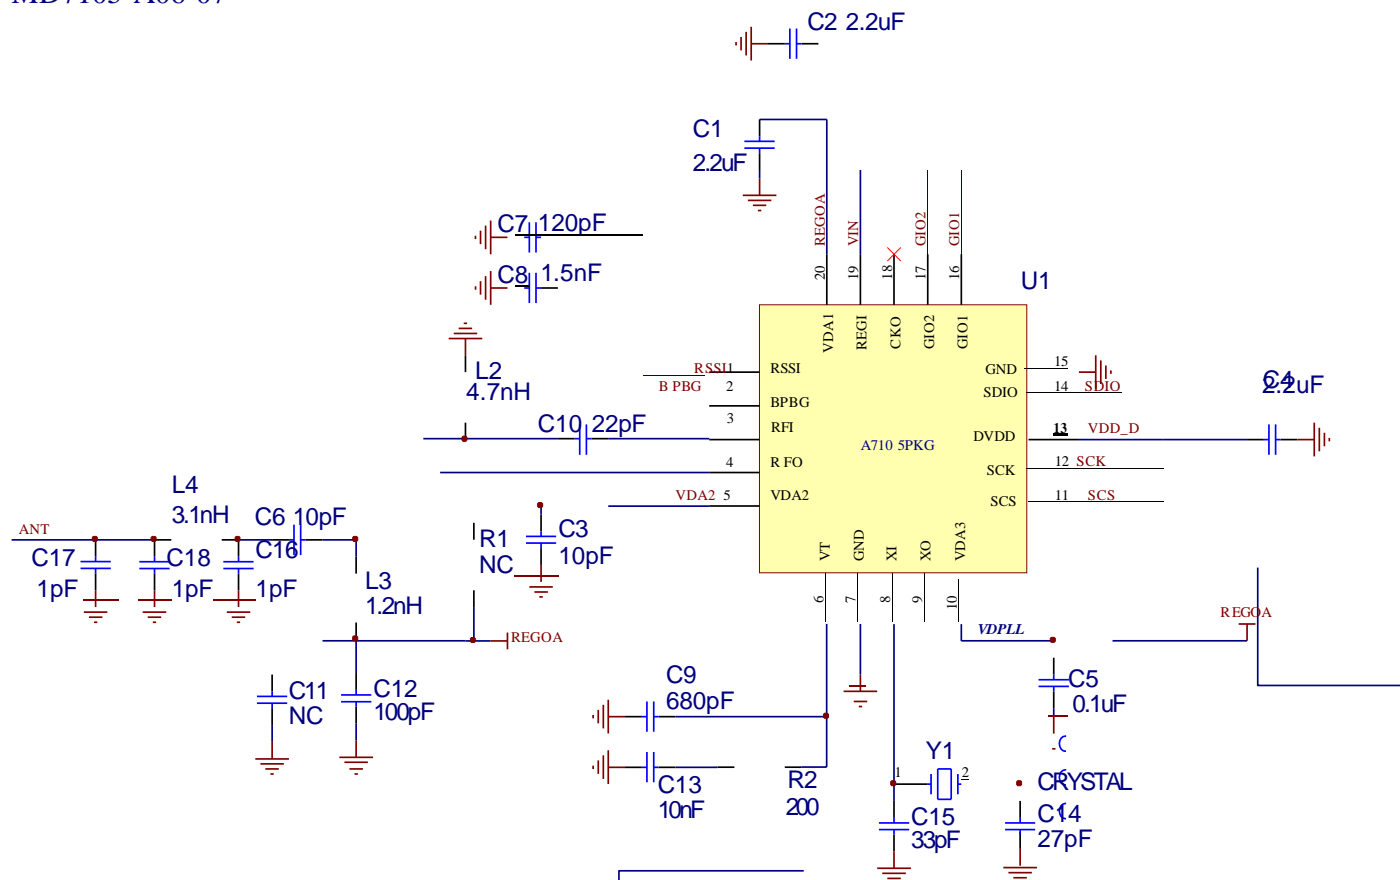 C2 2.2uF
C1
2.2uF
REGOA
VIN
GIO2
GIO1
C7 120pF
C8 1.5nF
20
19
18
17
16
U1
VDA1
REGI
CKO
GIO2
GIO1
L2
4.7nH
RSSI 1
RSSI
GND
15
B PBG
2
BPBG
SDIO
14 SDIO
C4
2.2uF
C10 22pF
3
RFI
DVDD
13 VDD_D
A710 5PKG
4
R FO
SCK
12 SCK
VDA2 5
VDA2
SCS
11 SCS
L4
3.1nH
C6 10pF
ANT
C17
1pF
C18
1pF
C16
1pF
R1
NC
C3
10pF
L3
1.2nH
VT
GND
XI
XO
VDA3
6
7
8
9
10
REGOA
VDPLL
REGOA
C11
NC
C12
100pF
C9
680pF
C5
0.1uF
C13
10nF
R2
200
Y1
1
2
CRYSTAL
C15
33pF
C14
27pF